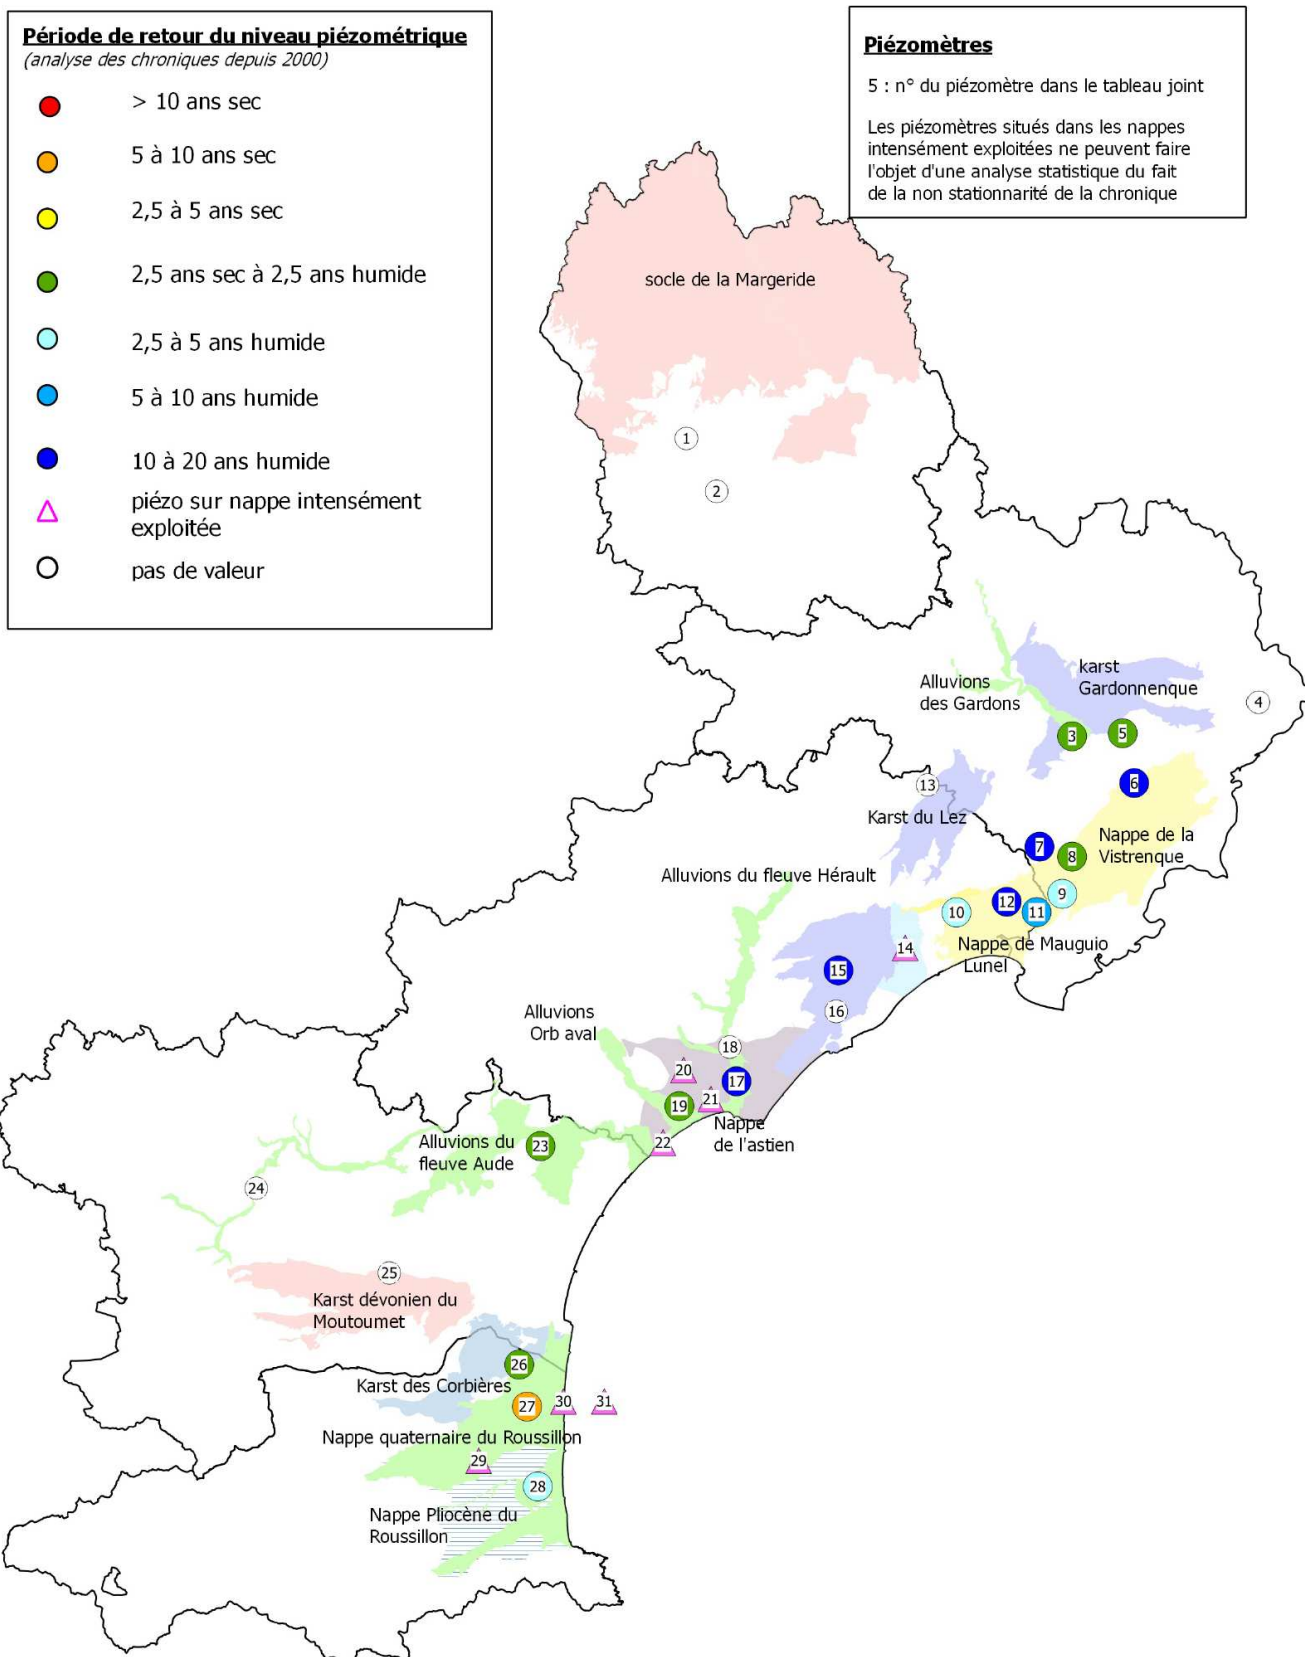 Période de retour du niveau piézométrique
(analyse des chroniques depuis 2000)
> 10 ans sec
5 à 10 ans sec
2,5 à 5 ans sec
2,5 ans sec à 2,5 ans humide
2,5 à 5 ans humide
5 à 10 ans humide
10 à 20 ans humide
piézo sur nappe intensément
exploitée
pas de valeur
Piézomètres
5 : n° du piézomètre dans le tableau joint
Les piézomètres situés dans les nappes
intensément exploitées ne peuvent faire
l'objet d'une analyse statistique du fait
de la non stationnarité de la chronique
socle de la Margeride
1
2
Alluvions
des Gardons
karst
Gardonnenque
4
3
5
6
13
Karst du Lez
Nappe de la
Vistrenque
7
8
Alluvions du fleuve Hérault
9
10
12
11
Nappe de Mauguio
Lunel
14
15
16
Alluvions
Orb aval
18
20
17
21
19
Nappe
de l'astien
22
Alluvions du
fleuve Aude
23
24
25
Karst dévonien du
Moutoumet
26
Karst des Corbières
27
30
31
Nappe quaternaire du Roussillon
29
28
Nappe Pliocène du
Roussillon